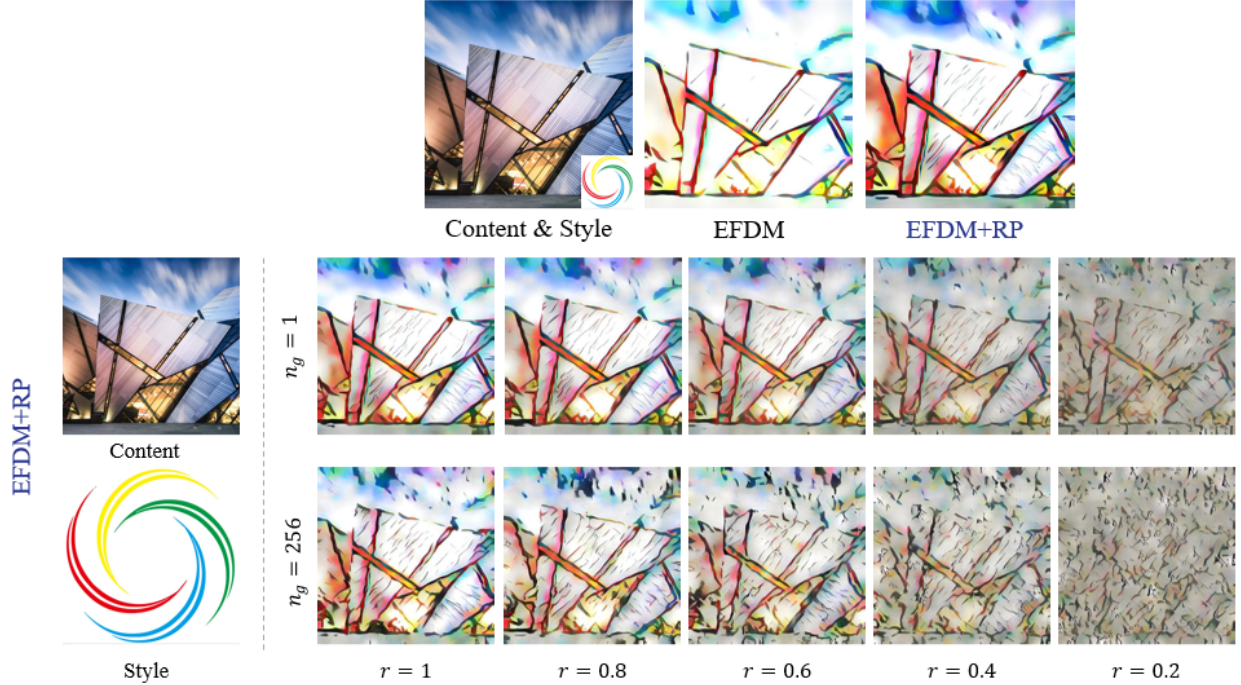 Content & Style
EFDM
EFDM+RP
EFDM+RP
Content
Style
n_g = 1
n_g = 256
r = 1
r = 0.8
r = 0.6
r = 0.4
r = 0.2